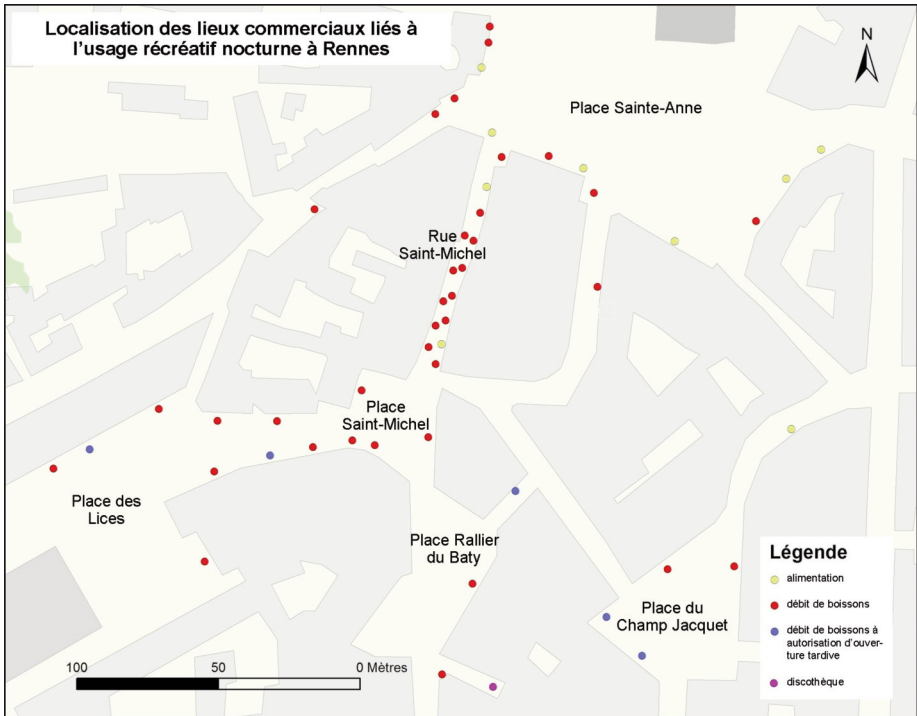 Localisation des lieux commerciaux liés à
l'usage récréatif nocturne à Rennes
N
Place Sainte-Anne
Rue
Saint-Michel
Place
Saint-Michel
Place des
Lices
Place Rallier
du Baty
Place du
Champ Jacquet
Légende
alimentation
débit de boissons
débit de boissons à
autorisation d'ouver-
ture tardive
discothèque
100 50 0 Mètres